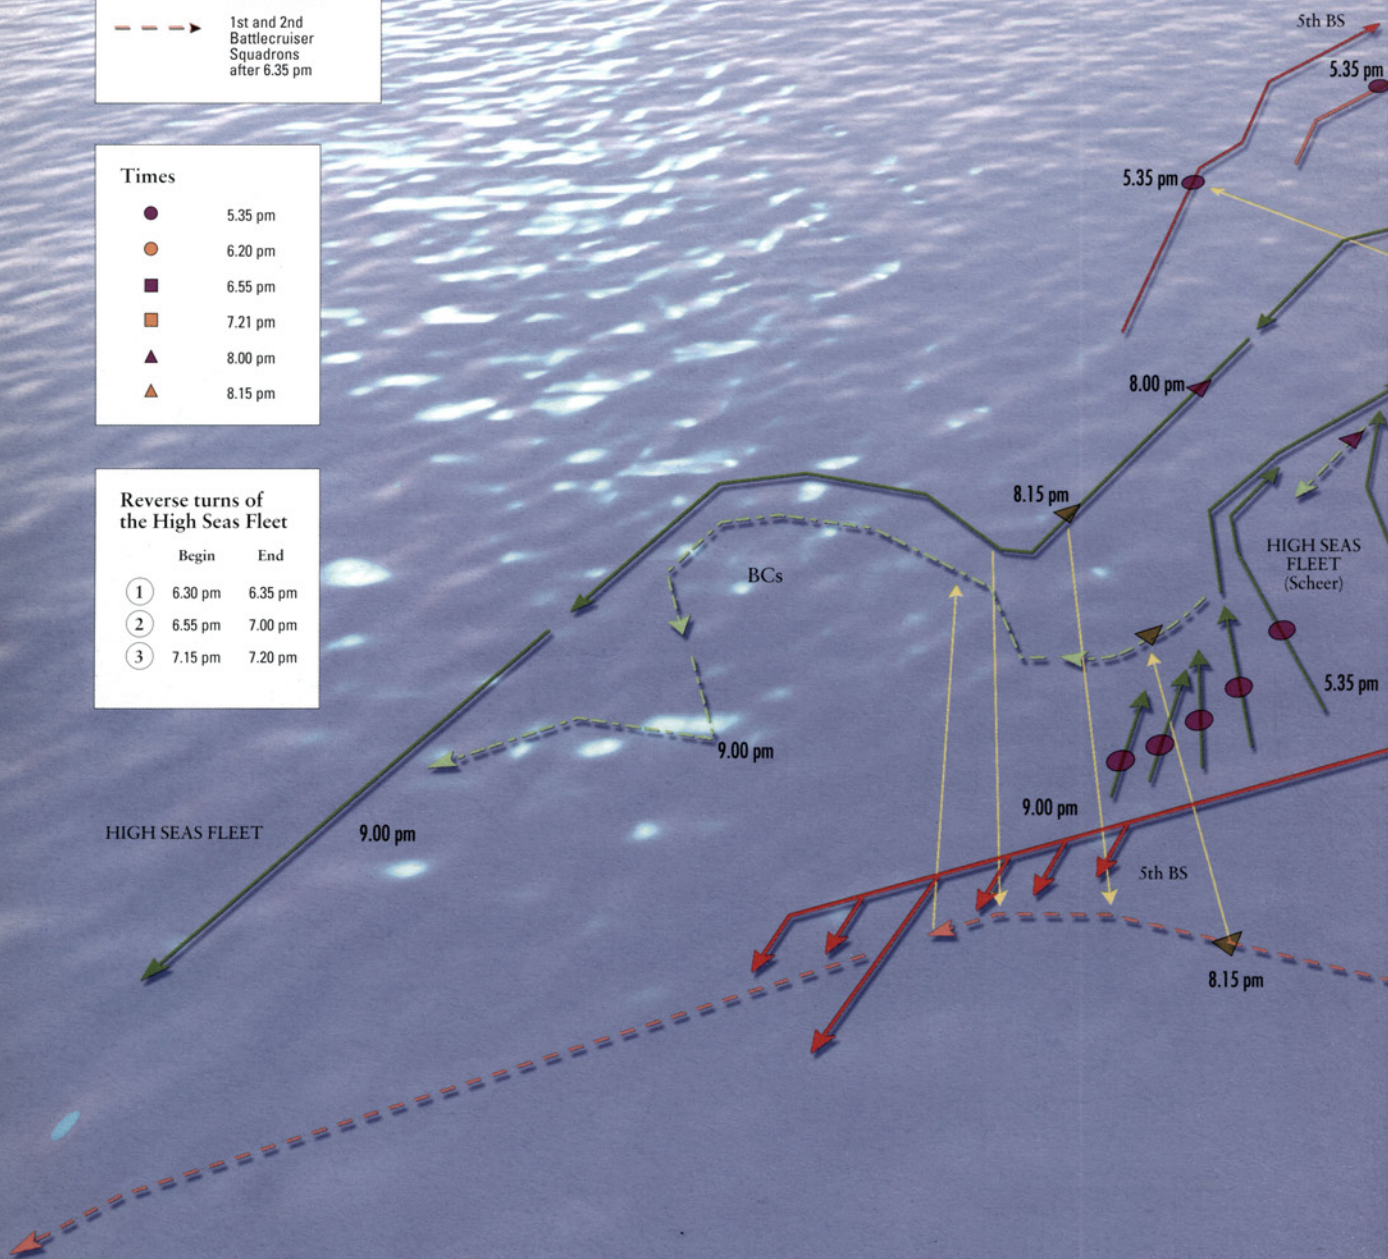 1st and 2nd
Battlecruiser
Squadrons
after 6.35 pm
Times
5.35 pm
6.20 pm
6.55 pm
7.21 pm
8.00 pm
8.15 pm
Reverse turns of
the High Seas Fleet
Begin End
1 6.30 pm 6.35 pm
2 6.55 pm 7.00 pm
3 7.15 pm 7.20 pm
5th BS
5.35 pm
5.35 pm
8.00 pm
8.15 pm
HIGH SEAS
FLEET
(Scheer)
BCs
5.35 pm
9.00 pm
9.00 pm
HIGH SEAS FLEET
9.00 pm
5th BS
8.15 pm